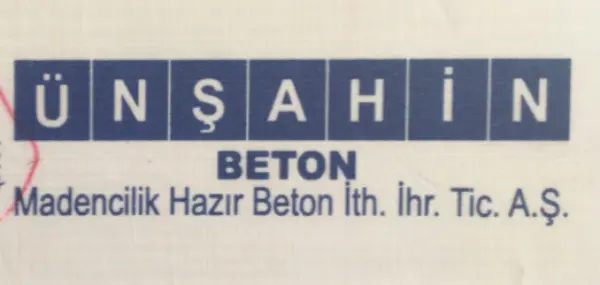 ÜNŞAHİN
BETON
Madencilik Hazır Beton İth. İhr. Tic. A.Ş.